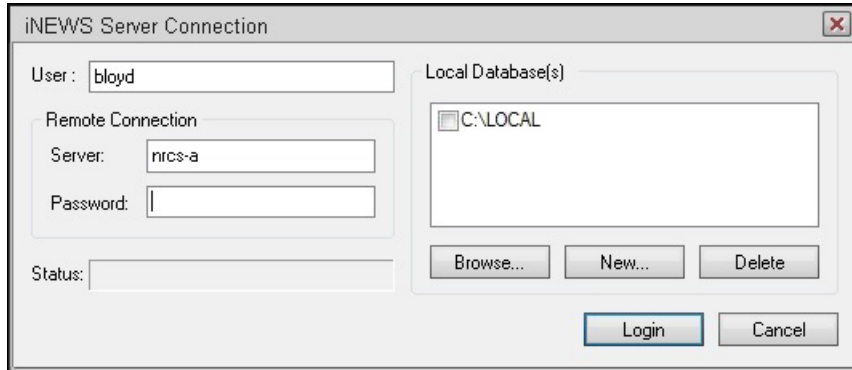 iNEWS Server Connection
User : bloyd
Remote Connection
Server: nrcs-a
Password:
Status:
Local Database(s)
C:\LOCAL
Browse... New... Delete
Login Cancel